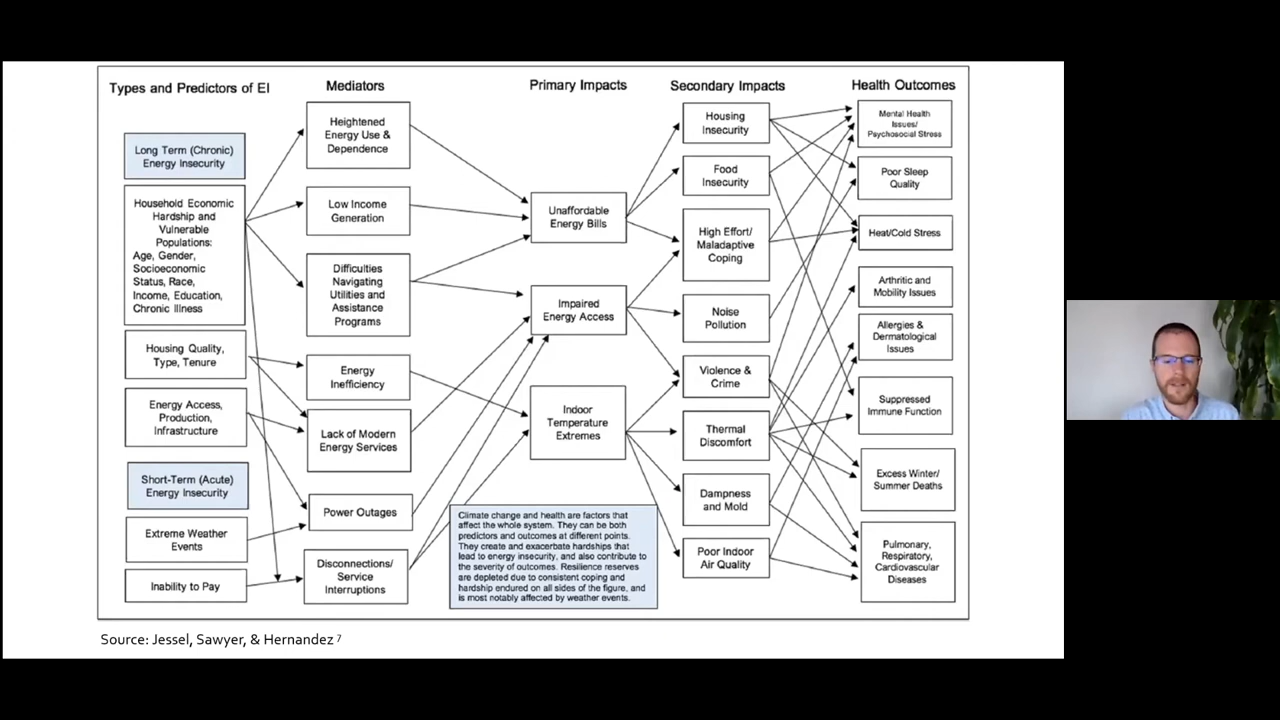 Types and Predictors of EI
Long Term (Chronic)
Energy Insecurity
Household Economic
Hardship and
Vulnerable
Populations:
Age, Gender,
Socioeconomic
Status, Race,
Income, Education,
Chronic Illness
Housing Quality,
Type, Tenure
Energy Access,
Production,
Infrastructure
Short-Term (Acute)
Energy Insecurity
Extreme Weather
Events
Inability to Pay
Mediators
Heightened
Energy Use &
Dependence
Low Income
Generation
Difficulties
Navigating
Utilities and
Assistance
Programs
Energy
Inefficiency
Lack of Modern
Energy Services
Power Outages
Disconnections/
Service
Interruptions
Primary Impacts
Unaffordable
Energy Bills
Impaired
Energy Access
Indoor
Temperature
Extremes
Climate change and health are factors that
affect the whole system. They can be both
predictors and outcomes at different points.
They create and exacerbate hardships that
lead to energy insecurity, and also contribute to
the severity of outcomes. Resilience reserves
are depleted due to consistent coping and
hardship endured on all sides of the figure, and
is most notably affected by weather events.
Secondary Impacts
Housing
Insecurity
Food
Insecurity
High Effort/
Maladaptive
Coping
Noise
Pollution
Violence &
Crime
Thermal
Discomfort
Dampness
and Mold
Poor Indoor
Air Quality
Health Outcomes
Mental Health
Issues/
Psychosocial Stress
Poor Sleep
Quality
Heat/Cold Stress
Arthritic and
Mobility Issues
Allergies &
Dermatological
Issues
Suppressed
Immune Function
Excess Winter/
Summer Deaths
Pulmonary,
Respiratory,
Cardiovascular
Diseases
Source: Jessel, Sawyer, & Hernandez 7